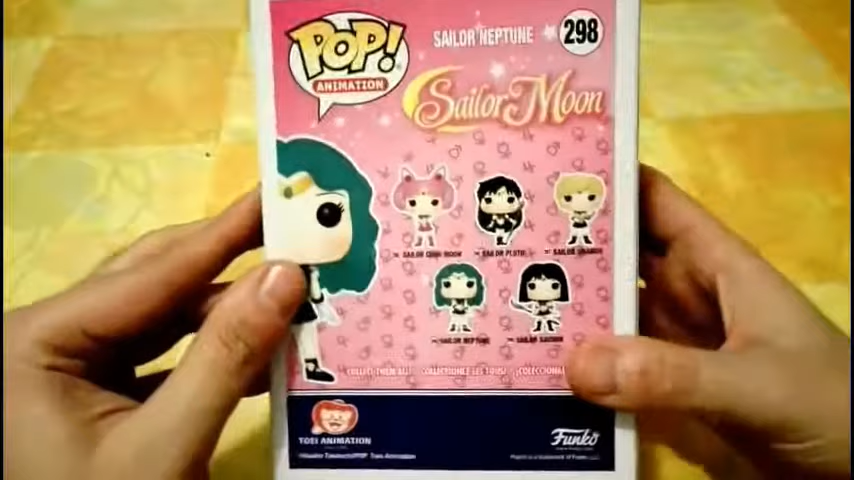 POP!
ANIMATION
SAILOR NEPTUNE
298
Sailor Moon
SAILOR CHIBI MOON
SAILOR PLUTO
SAILOR URANUS
SAILOR NEPTUNE
SAILOR SATURN
COLLECT THEM ALL!
TOEI ANIMATION
Funko